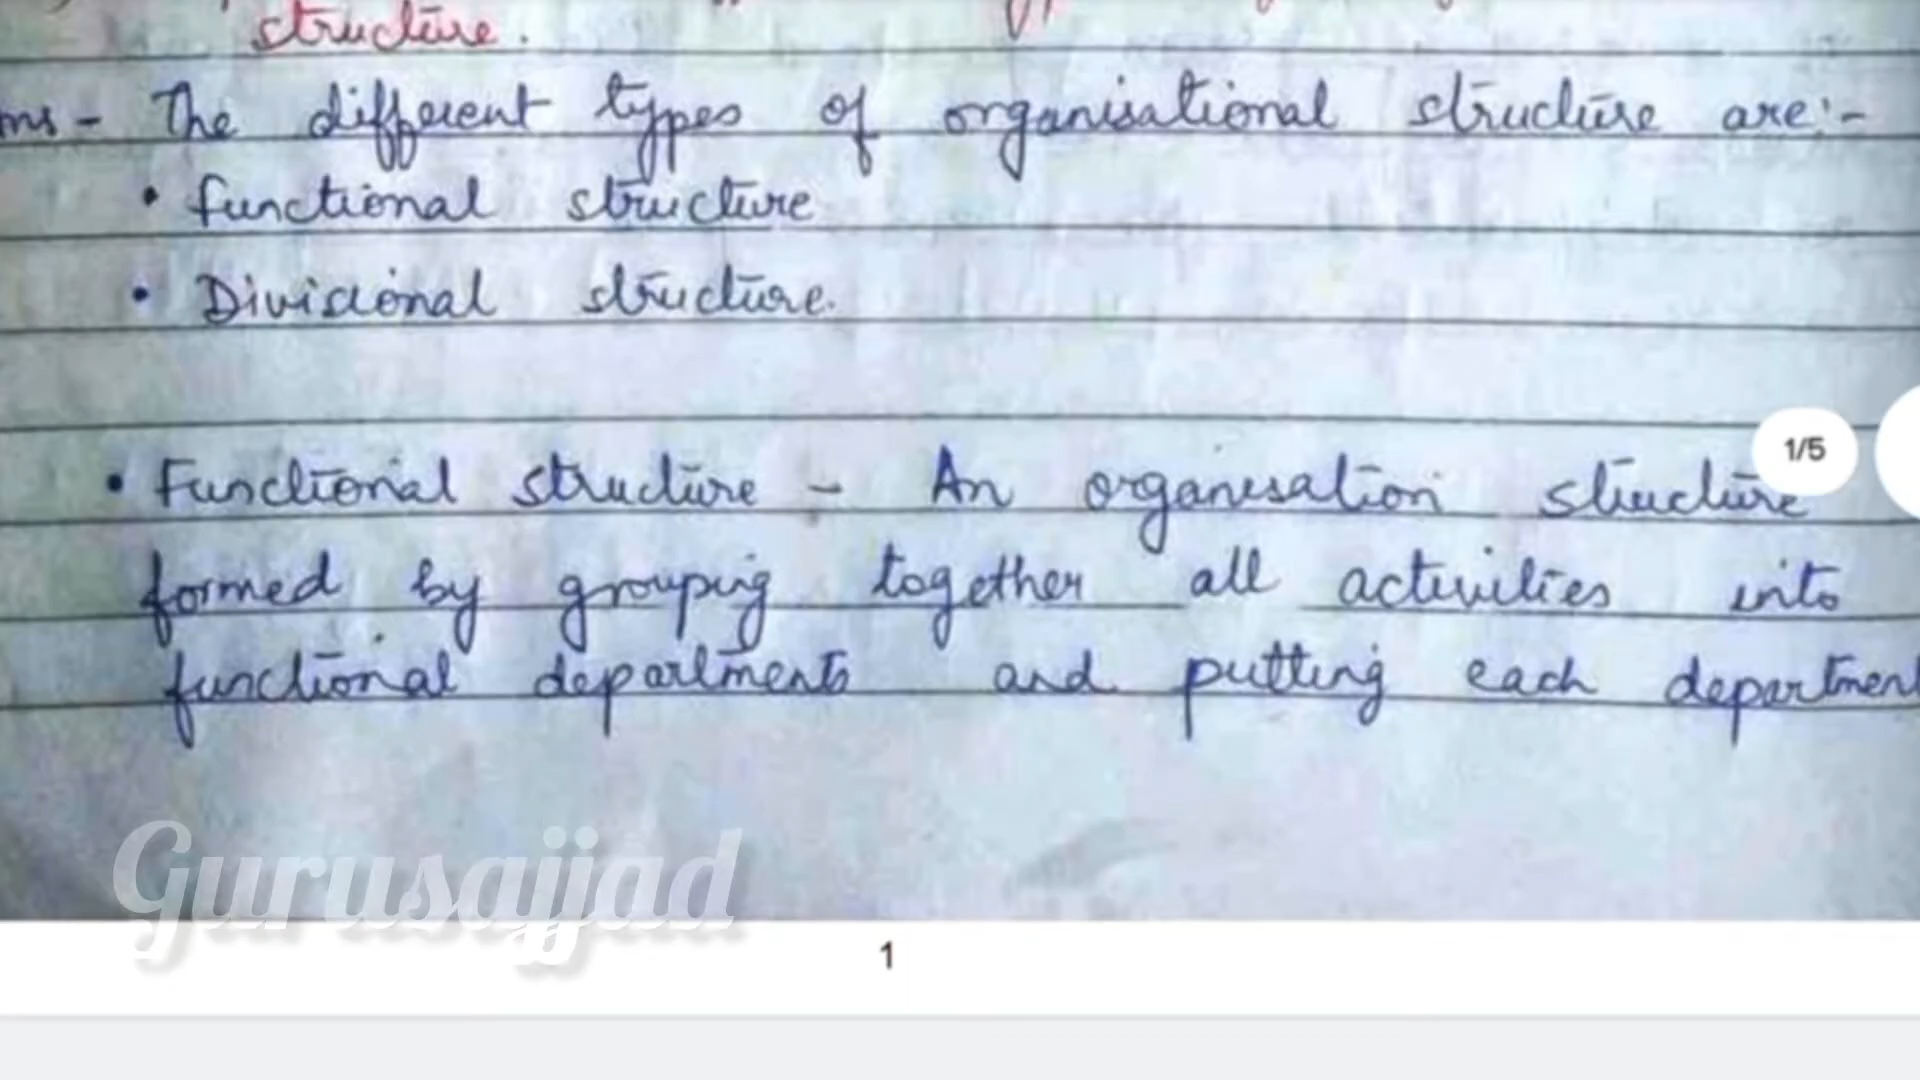 structure.
Ans - The different types of organisational structure are:-
• functional structure
• Divisional structure.
• Functional structure - An organisation structure
1/5
formed by grouping together all activities into
functional departments and putting each department
Gurusajjad
1